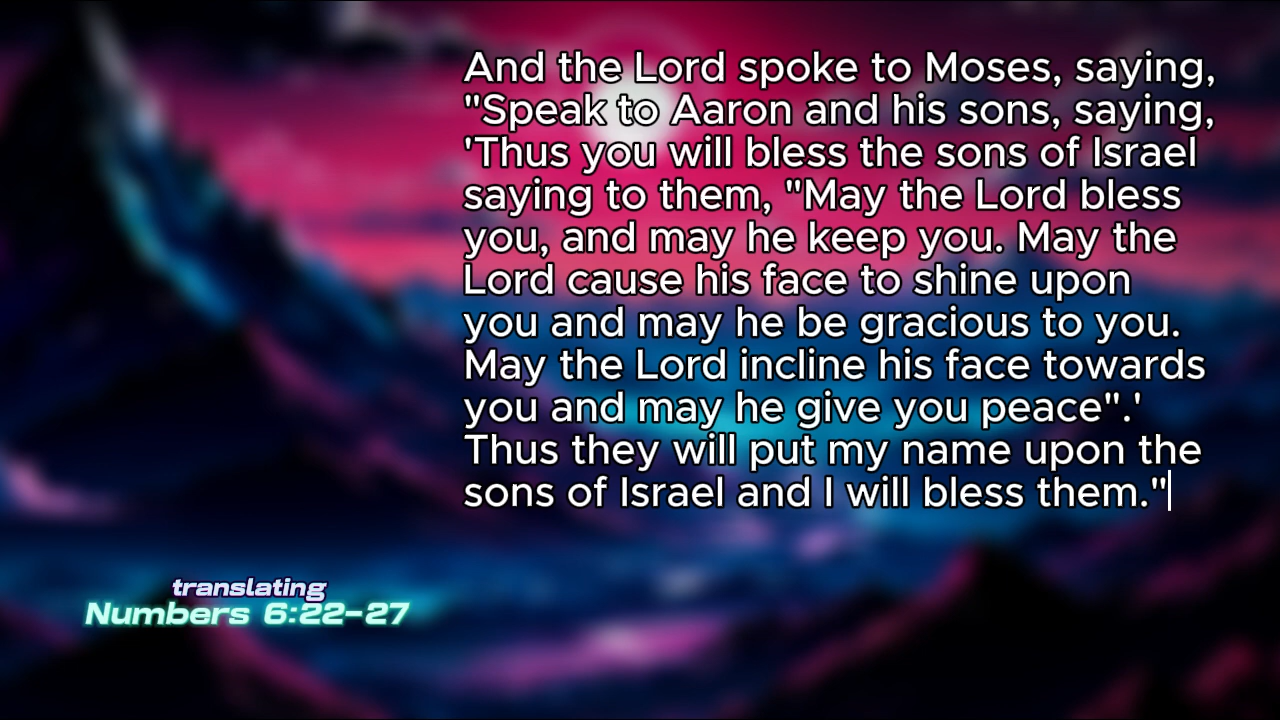 And the Lord spoke to Moses, saying,
"Speak to Aaron and his sons, saying,
'Thus you will bless the sons of Israel
saying to them, "May the Lord bless
you, and may he keep you. May the
Lord cause his face to shine upon
you and may he be gracious to you.
May the Lord incline his face towards
you and may he give you peace".'
Thus they will put my name upon the
sons of Israel and I will bless them."
translating
Numbers 6:22-27